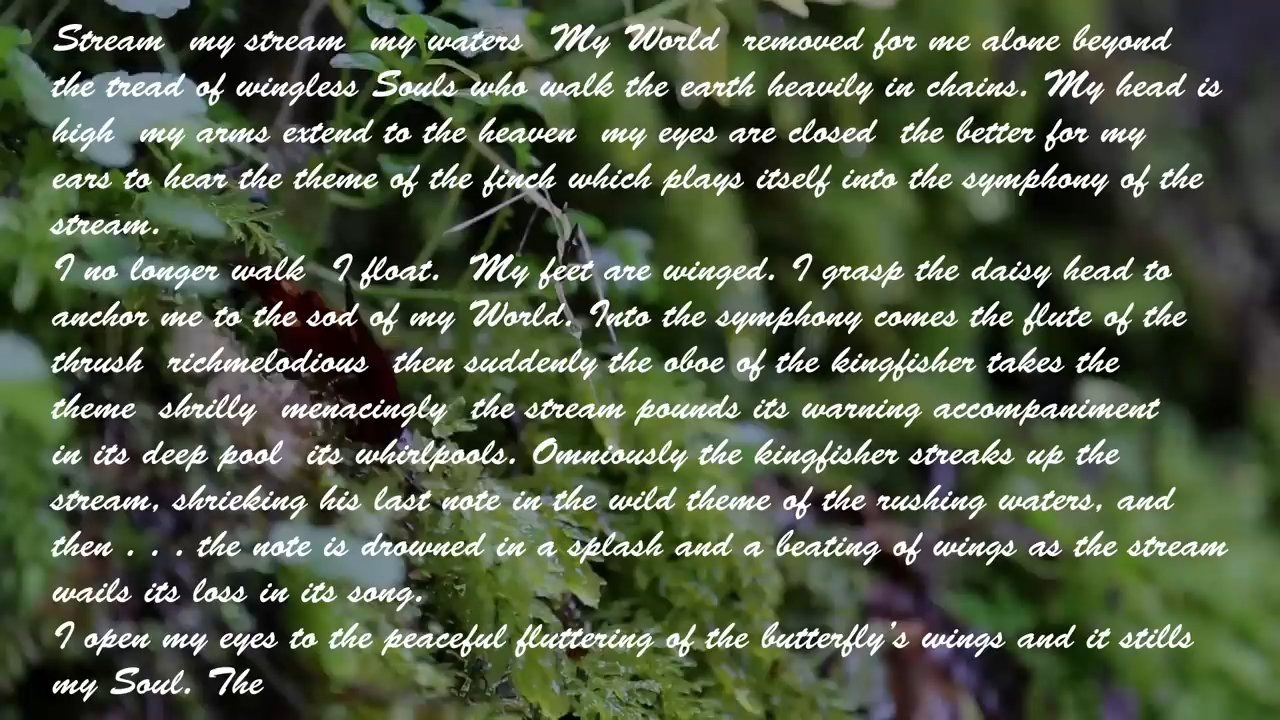 Stream my stream my waters My World removed for me alone beyond
the tread of wingless Souls who walk the earth heavily in chains. My head is
high my arms extend to the heaven my eyes are closed the better for my
ears to hear the theme of the finch which plays itself into the symphony of the
stream.
I no longer walk I float. My feet are winged. I grasp the daisy head to
anchor me to the sod of my World. Into the symphony comes the flute of the
thrush richmelodious then suddenly the oboe of the kingfisher takes the
theme shrilly menacingly the stream pounds its warning accompaniment
in its deep pool its whirlpools. Omniously the kingfisher streaks up the
stream, shrieking his last note in the wild theme of the rushing waters, and
then . . . the note is drowned in a splash and a beating of wings as the stream
wails its loss in its song.
I open my eyes to the peaceful fluttering of the butterfly's wings and it stills
my Soul. The